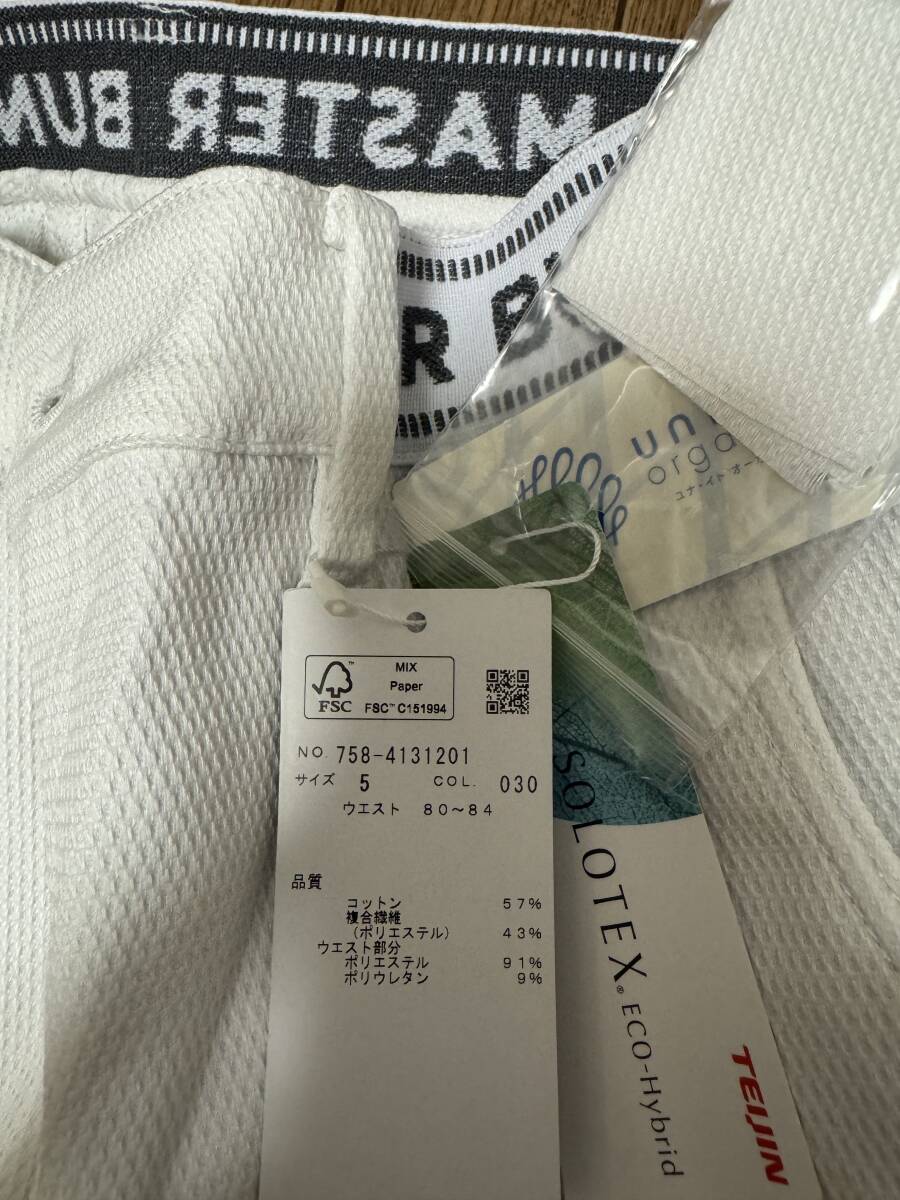 MASTER BUN
R BU
un
orga
ユナ・イト オー
MIX
Paper
FSC
FSC™ C151994
NO. 758-4131201
サイズ 5 COL. 030
ウエスト 80～84
品質
コットン 57%
複合繊維
(ポリエステル) 43%
ウエスト部分
ポリエステル 91%
ポリウレタン 9%
SOLOTEX® ECO-Hybrid
TEIJIN